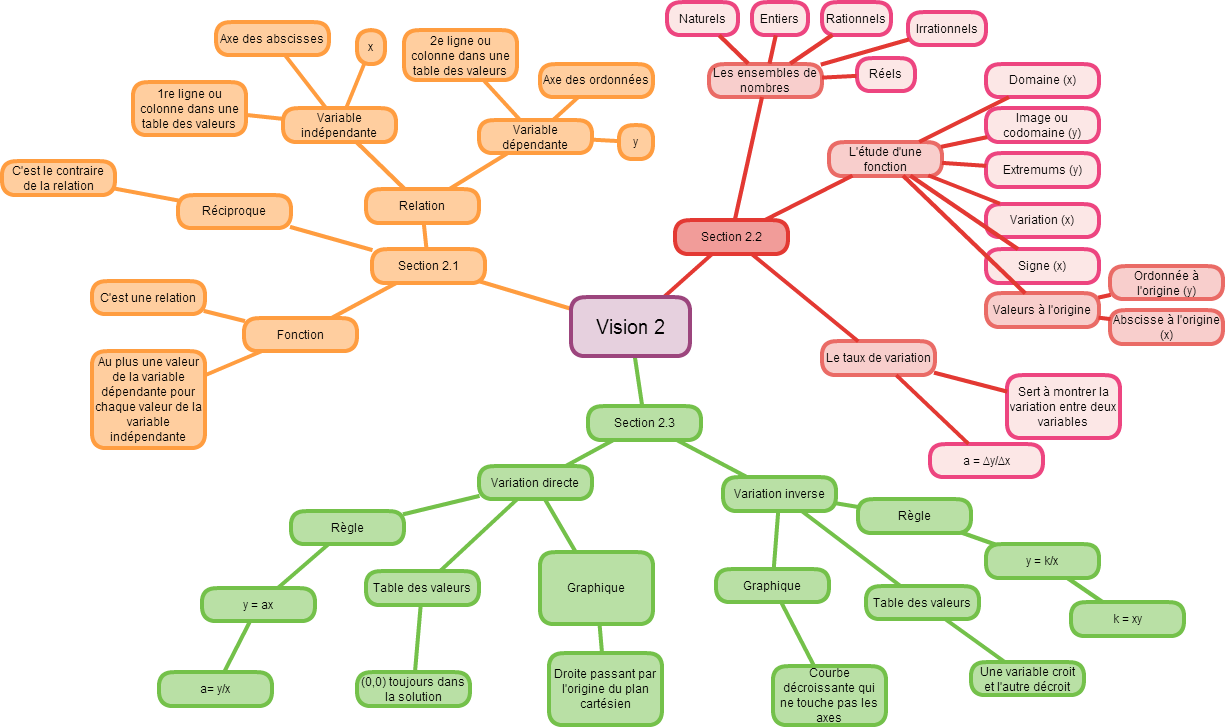 Naturels
Entiers
Rationnels
Irrationnels
Réels
Les ensembles de
nombres
Axe des abscisses
x
2e ligne ou
colonne dans une
table des valeurs
Axe des ordonnées
1re ligne ou
colonne dans une
table des valeurs
Variable
indépendante
Variable
dépendante
y
C'est le contraire
de la relation
Réciproque
Relation
Section 2.1
C'est une relation
Fonction
Au plus une valeur
de la variable
dépendante pour
chaque valeur de la
variable
indépendante
Vision 2
Section 2.2
L'étude d'une
fonction
Domaine (x)
Image ou
codomaine (y)
Extremums (y)
Variation (x)
Signe (x)
Valeurs à l'origine
Ordonnée à
l'origine (y)
Abscisse à l'origine
(x)
Le taux de variation
Sert à montrer la
variation entre deux
variables
a = ∆y/∆x
Section 2.3
Variation directe
Règle
y = ax
a= y/x
Table des valeurs
(0,0) toujours dans
la solution
Graphique
Droite passant par
l'origine du plan
cartésien
Variation inverse
Graphique
Courbe
décroissante qui
ne touche pas les
axes
Table des valeurs
Une variable croit
et l'autre décroit
Règle
y = k/x
k = xy